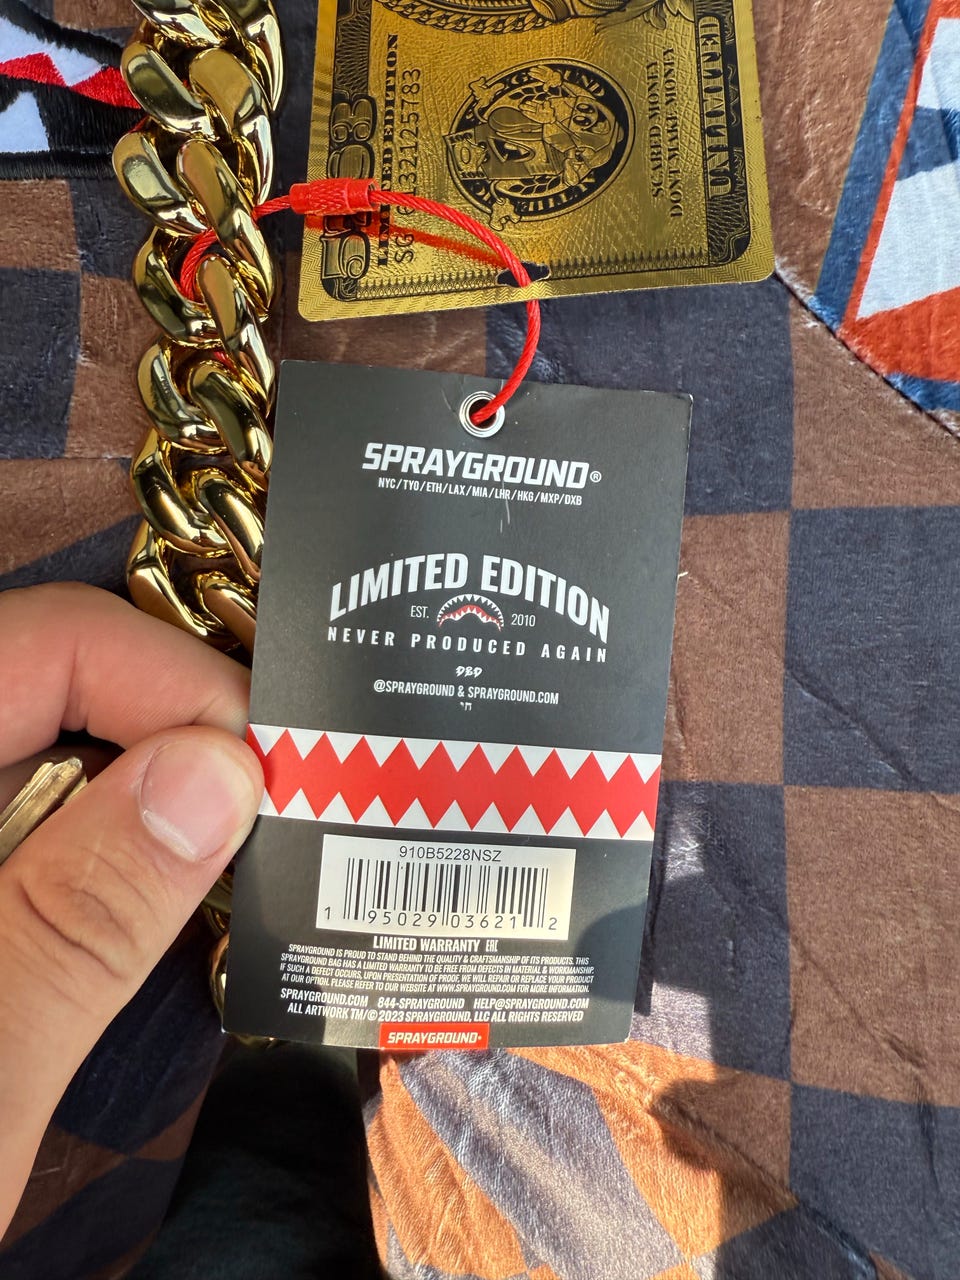 LIMITED EDITION
SG 6132125783
SPRAYGROUND
SCARED MONEY
DONT MAKE MONEY
UNLIMITED
SPRAYGROUND®
NYC/TYO/ETH/LAX/MIA/LHR/HKG/MXP/DXB
LIMITED EDITION
EST. 2010
NEVER PRODUCED AGAIN
DBD
@SPRAYGROUND & SPRAYGROUND.COM
יח
910B5228NSZ
1 95029 03621 2
LIMITED WARRANTY EAC
SPRAYGROUND IS PROUD TO STAND BEHIND THE QUALITY & CRAFTSMANSHIP OF ITS PRODUCTS. THIS
SPRAYGROUND BAG HAS A LIMITED WARRANTY TO BE FREE FROM DEFECTS IN MATERIAL & WORKMANSHIP.
IF SUCH A DEFECT OCCURS, UPON PRESENTATION OF PROOF, WE WILL REPAIR OR REPLACE YOUR PRODUCT
AT OUR OPTION. PLEASE REFER TO OUR WEBSITE AT WWW.SPRAYGROUND.COM FOR MORE INFORMATION.
SPRAYGROUND.COM 844-SPRAYGROUND HELP@SPRAYGROUND.COM
ALL ARTWORK TM/© 2023 SPRAYGROUND, LLC ALL RIGHTS RESERVED
SPRAYGROUND®